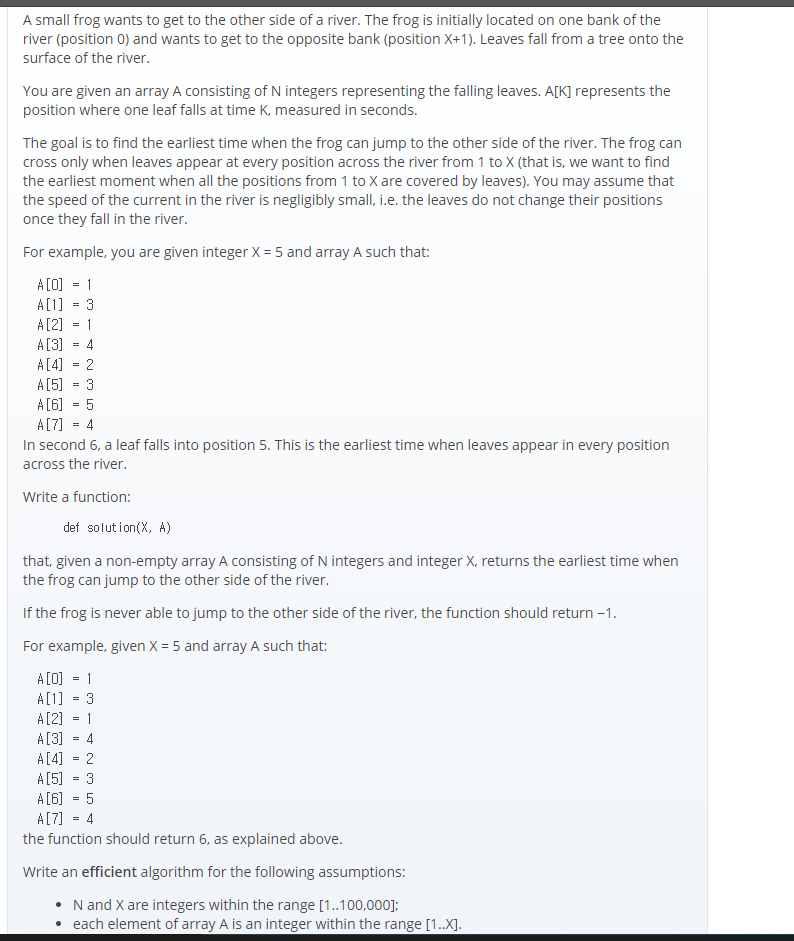 A small frog wants to get to the other side of a river. The frog is initially located on one bank of the
river (position 0) and wants to get to the opposite bank (position X+1). Leaves fall from a tree onto the
surface of the river.
You are given an array A consisting of N integers representing the falling leaves. A[K] represents the
position where one leaf falls at time K, measured in seconds.
The goal is to find the earliest time when the frog can jump to the other side of the river. The frog can
cross only when leaves appear at every position across the river from 1 to X (that is, we want to find
the earliest moment when all the positions from 1 to X are covered by leaves). You may assume that
the speed of the current in the river is negligibly small, i.e. the leaves do not change their positions
once they fall in the river.
For example, you are given integer X = 5 and array A such that:
A[0] = 1
A[1] = 3
A[2] = 1
A[3] = 4
A[4] = 2
A[5] = 3
A[6] = 5
A[7] = 4
In second 6, a leaf falls into position 5. This is the earliest time when leaves appear in every position
across the river.
Write a function:
def solution(X, A)
that, given a non-empty array A consisting of N integers and integer X, returns the earliest time when
the frog can jump to the other side of the river.
If the frog is never able to jump to the other side of the river, the function should return −1.
For example, given X = 5 and array A such that:
A[0] = 1
A[1] = 3
A[2] = 1
A[3] = 4
A[4] = 2
A[5] = 3
A[6] = 5
A[7] = 4
the function should return 6, as explained above.
Write an efficient algorithm for the following assumptions:
• N and X are integers within the range [1..100,000];
• each element of array A is an integer within the range [1..X].